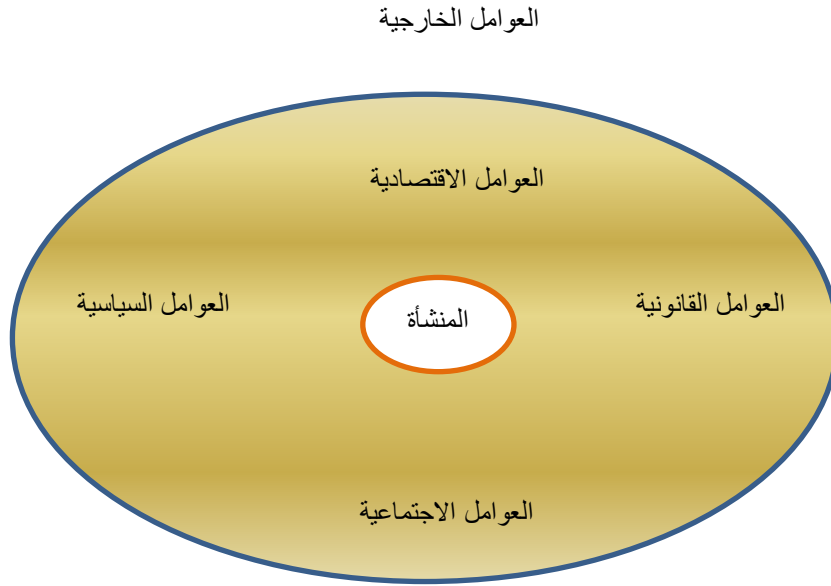 العوامل الخارجية
العوامل الاقتصادية
العوامل القانونية
المنشأة
العوامل السياسية
العوامل الاجتماعية